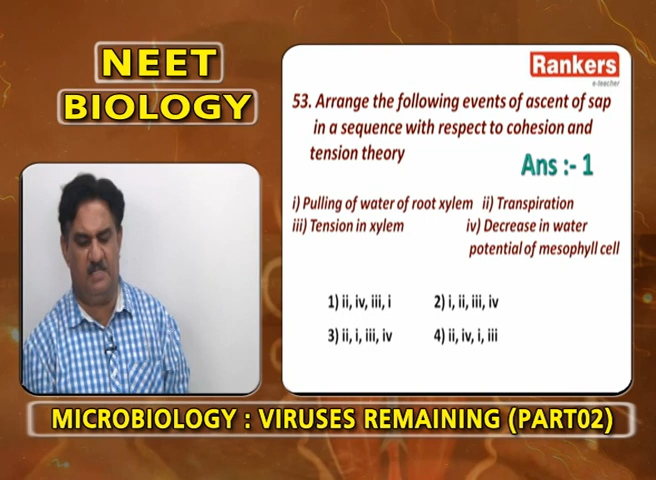 NEET
BIOLOGY
Rankers
e-teacher
53. Arrange the following events of ascent of sap
in a sequence with respect to cohesion and
tension theory
Ans :- 1
i) Pulling of water of root xylem ii) Transpiration
iii) Tension in xylem iv) Decrease in water
potential of mesophyll cell
1) ii, iv, iii, i 2) i, ii, iii, iv
3) ii, i, iii, iv 4) ii, iv, i, iii
MICROBIOLOGY : VIRUSES REMAINING (PART02)